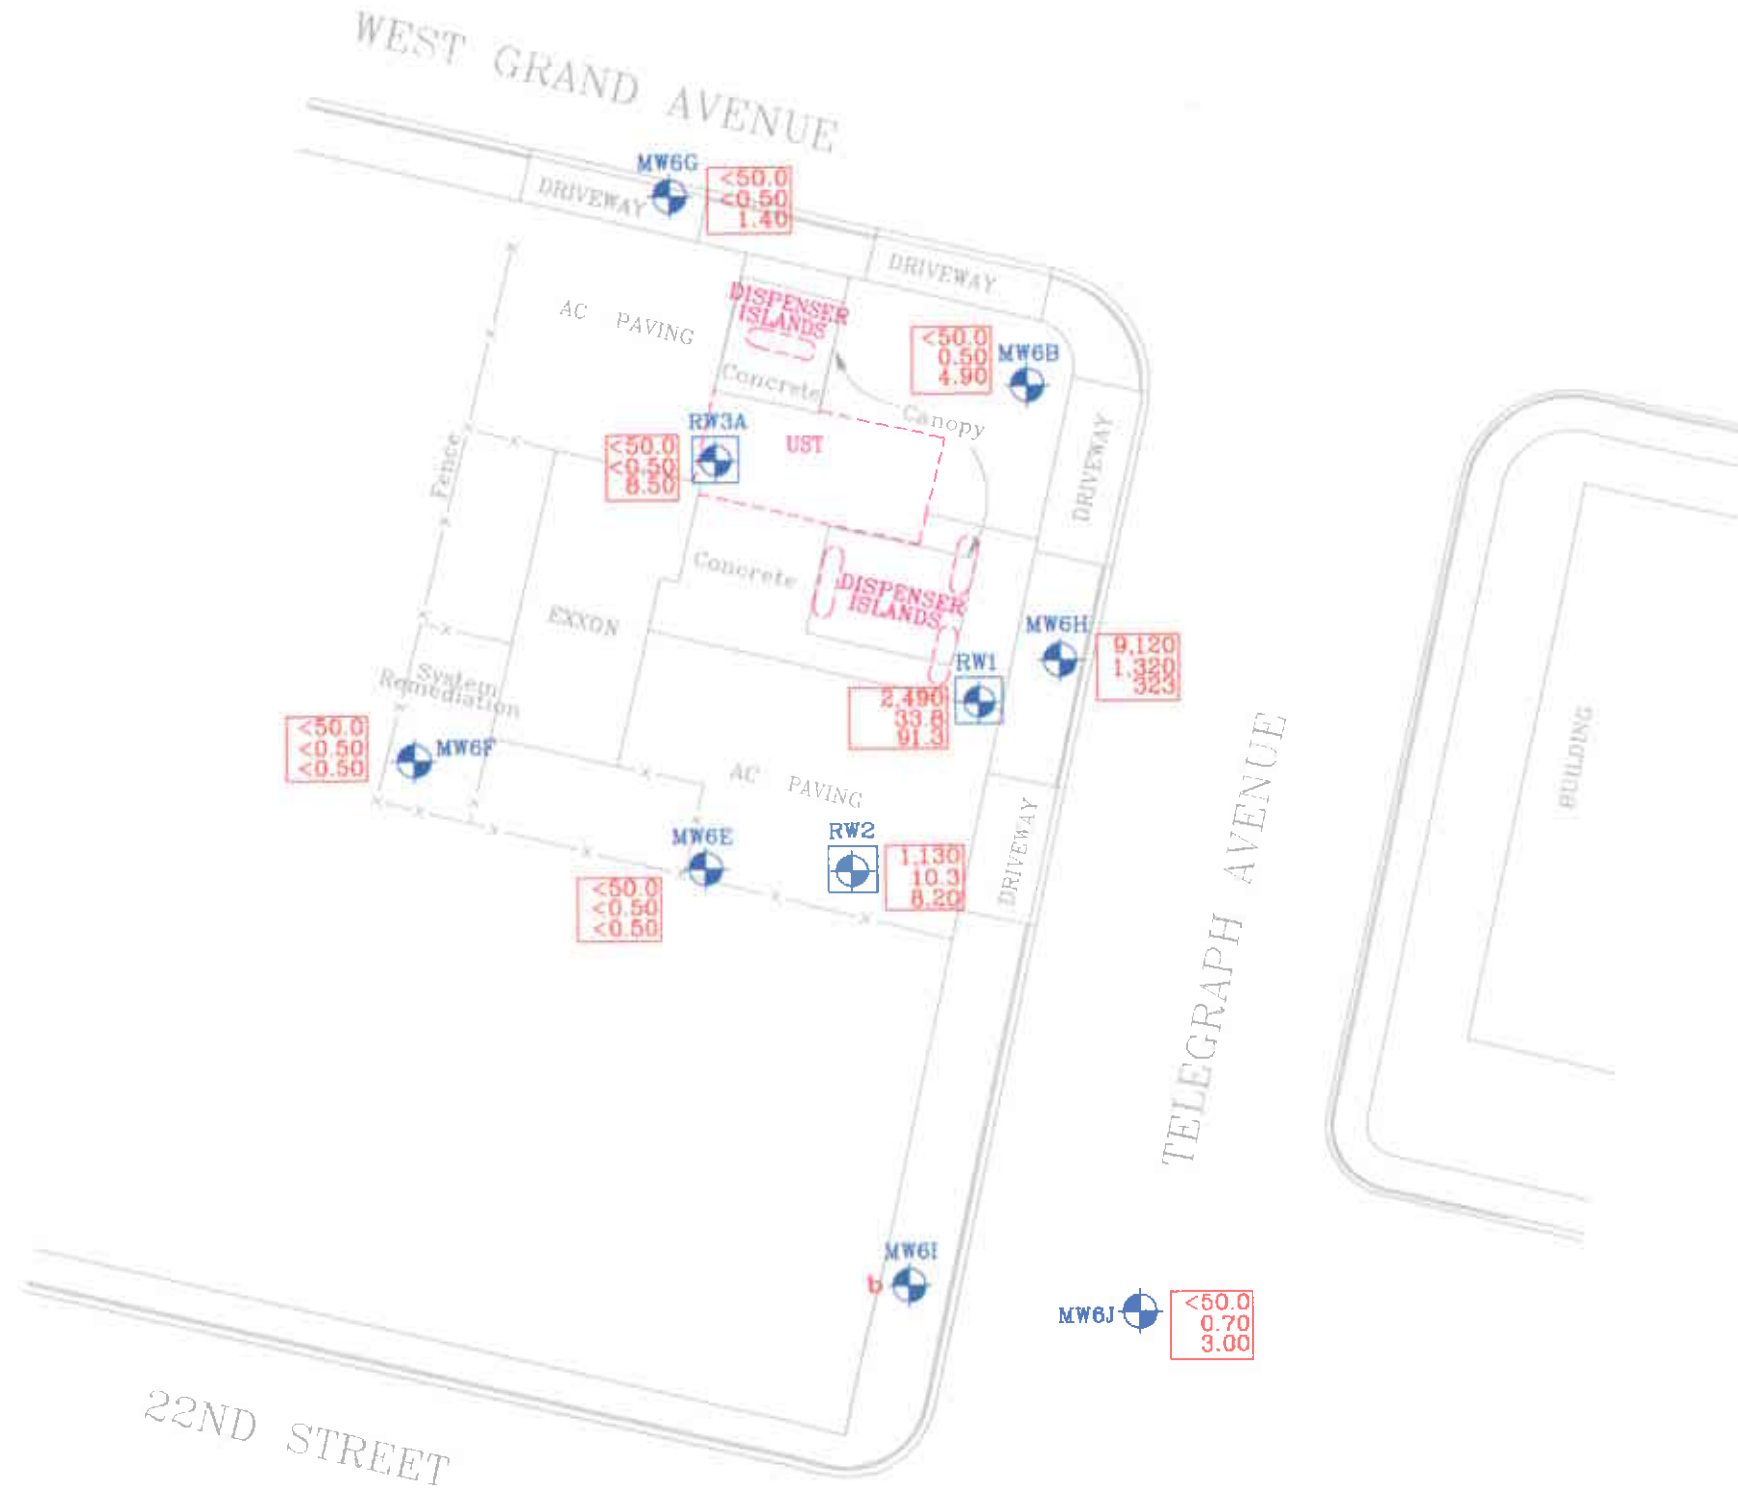 WEST GRAND AVENUE
MW6G
<50.0
<0.50
1.40
DRIVEWAY
DRIVEWAY
DISPENSER
ISLANDS
AC PAVING
<50.0
0.50
4.90
MW6B
Concrete
Canopy
RW3A
UST
<50.0
<0.50
8.50
Fence
DRIVEWAY
Concrete
DISPENSER
ISLANDS
EXXON
MW6H
9,120
1,320
323
RW1
2,490
33.8
91.3
System
Remediation
<50.0
<0.50
<0.50
MW6F
AC PAVING
BUILDING
TELEGRAPH AVENUE
DRIVEWAY
MW6E
<50.0
<0.50
<0.50
RW2
1,130
10.3
8.20
MW6I
b
MW6J
<50.0
0.70
3.00
22ND STREET